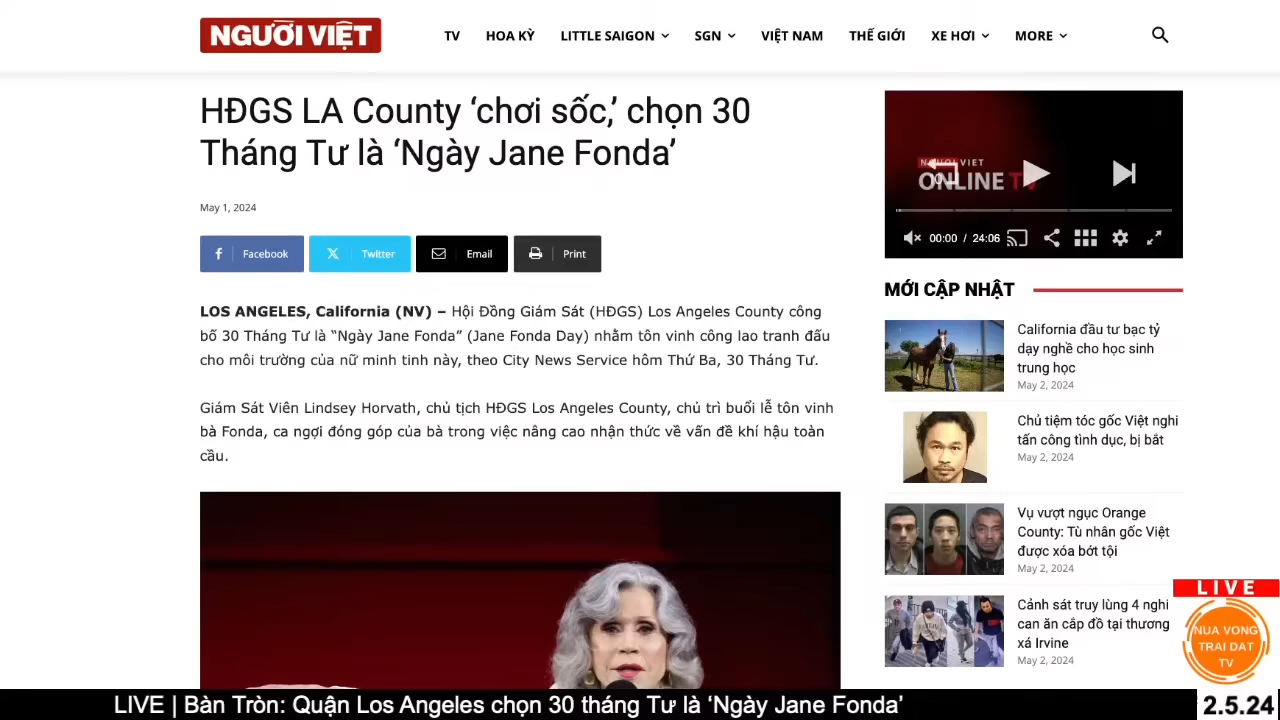 NGƯỜI VIỆT
TV HOA KỲ LITTLE SAIGON SGN VIỆT NAM THẾ GIỚI XE HƠI MORE
HĐGS LA County ‘chơi sốc,’ chọn 30
Tháng Tư là ‘Ngày Jane Fonda’
May 1, 2024
Facebook Twitter Email Print
LOS ANGELES, California (NV) – Hội Đồng Giám Sát (HĐGS) Los Angeles County công
bố 30 Tháng Tư là “Ngày Jane Fonda” (Jane Fonda Day) nhằm tôn vinh công lao tranh đấu
cho môi trường của nữ minh tinh này, theo City News Service hôm Thứ Ba, 30 Tháng Tư.
Giám Sát Viên Lindsey Horvath, chủ tịch HĐGS Los Angeles County, chủ trì buổi lễ tôn vinh
bà Fonda, ca ngợi đóng góp của bà trong việc nâng cao nhận thức về vấn đề khí hậu toàn
cầu.
NGƯỜI VIỆT
ONLINE TV
00:00 / 24:06
MỚI CẬP NHẬT
California đầu tư bạc tỷ
dạy nghề cho học sinh
trung học
May 2, 2024
Chủ tiệm tóc gốc Việt nghi
tấn công tình dục, bị bắt
May 2, 2024
Vụ vượt ngục Orange
County: Tù nhân gốc Việt
được xóa bớt tội
May 2, 2024
Cảnh sát truy lùng 4 nghi
can ăn cắp đồ tại thương
xá Irvine
May 2, 2024
LIVE
NUA VONG
TRAI DAT
TV
LIVE | Bàn Tròn: Quận Los Angeles chọn 30 tháng Tư là ‘Ngày Jane Fonda’
2.5.24